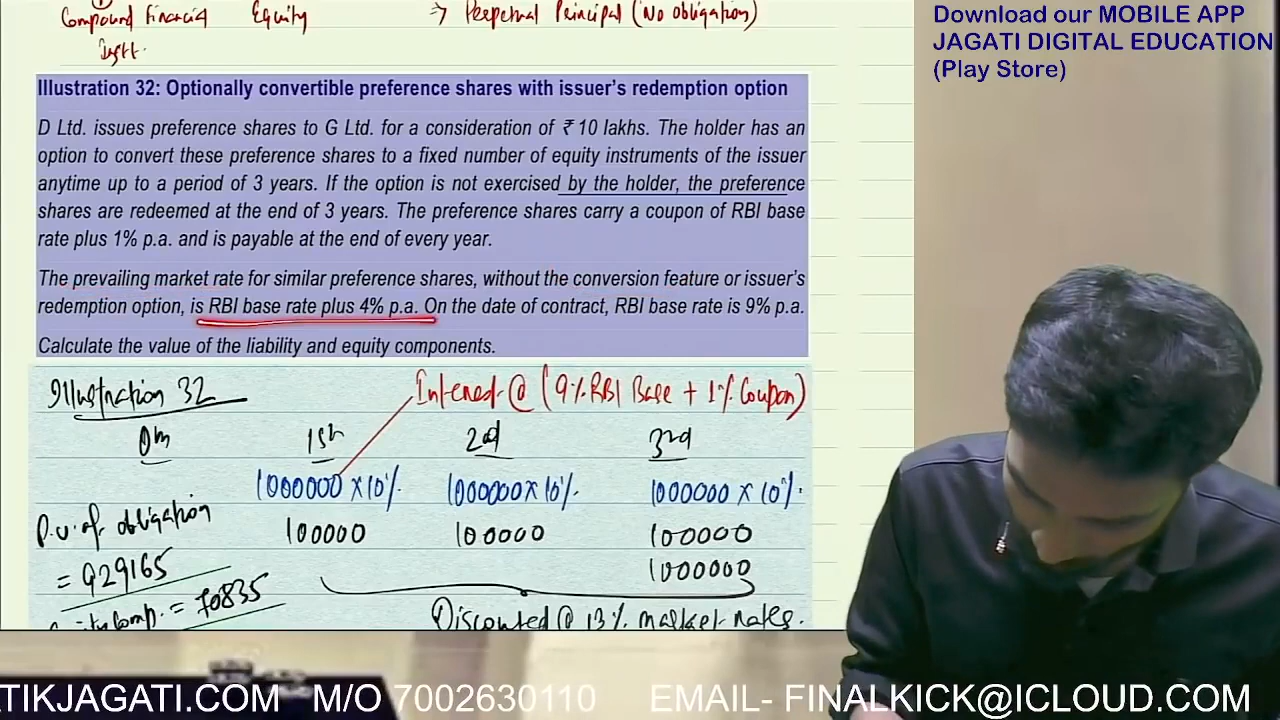 Compound Financial Equity ⇒ Perpetual Principal (No obligation)
Download our MOBILE APP
JAGATI DIGITAL EDUCATION
(Play Store)
Illustration 32: Optionally convertible preference shares with issuer's redemption option
D Ltd. issues preference shares to G Ltd. for a consideration of ₹ 10 lakhs. The holder has an
option to convert these preference shares to a fixed number of equity instruments of the issuer
anytime up to a period of 3 years. If the option is not exercised by the holder, the preference
shares are redeemed at the end of 3 years. The preference shares carry a coupon of RBI base
rate plus 1% p.a. and is payable at the end of every year.
The prevailing market rate for similar preference shares, without the conversion feature or issuer's
redemption option, is RBI base rate plus 4% p.a. On the date of contract, RBI base rate is 9% p.a.
Calculate the value of the liability and equity components.
Illustration 32 Interest @ (9% RBI Base + 1% Coupon)
1st 2nd 3rd
1000000 X 10% 1000000 X 10% 1000000 X 10%
P.v. of obligation 100000 100000 100000
= 929165 1000000
= 70835 Discounted @ 13% market rates.
TIKJAGATI.COM M/O 7002630110 EMAIL- FINALKICK@ICLOUD.COM